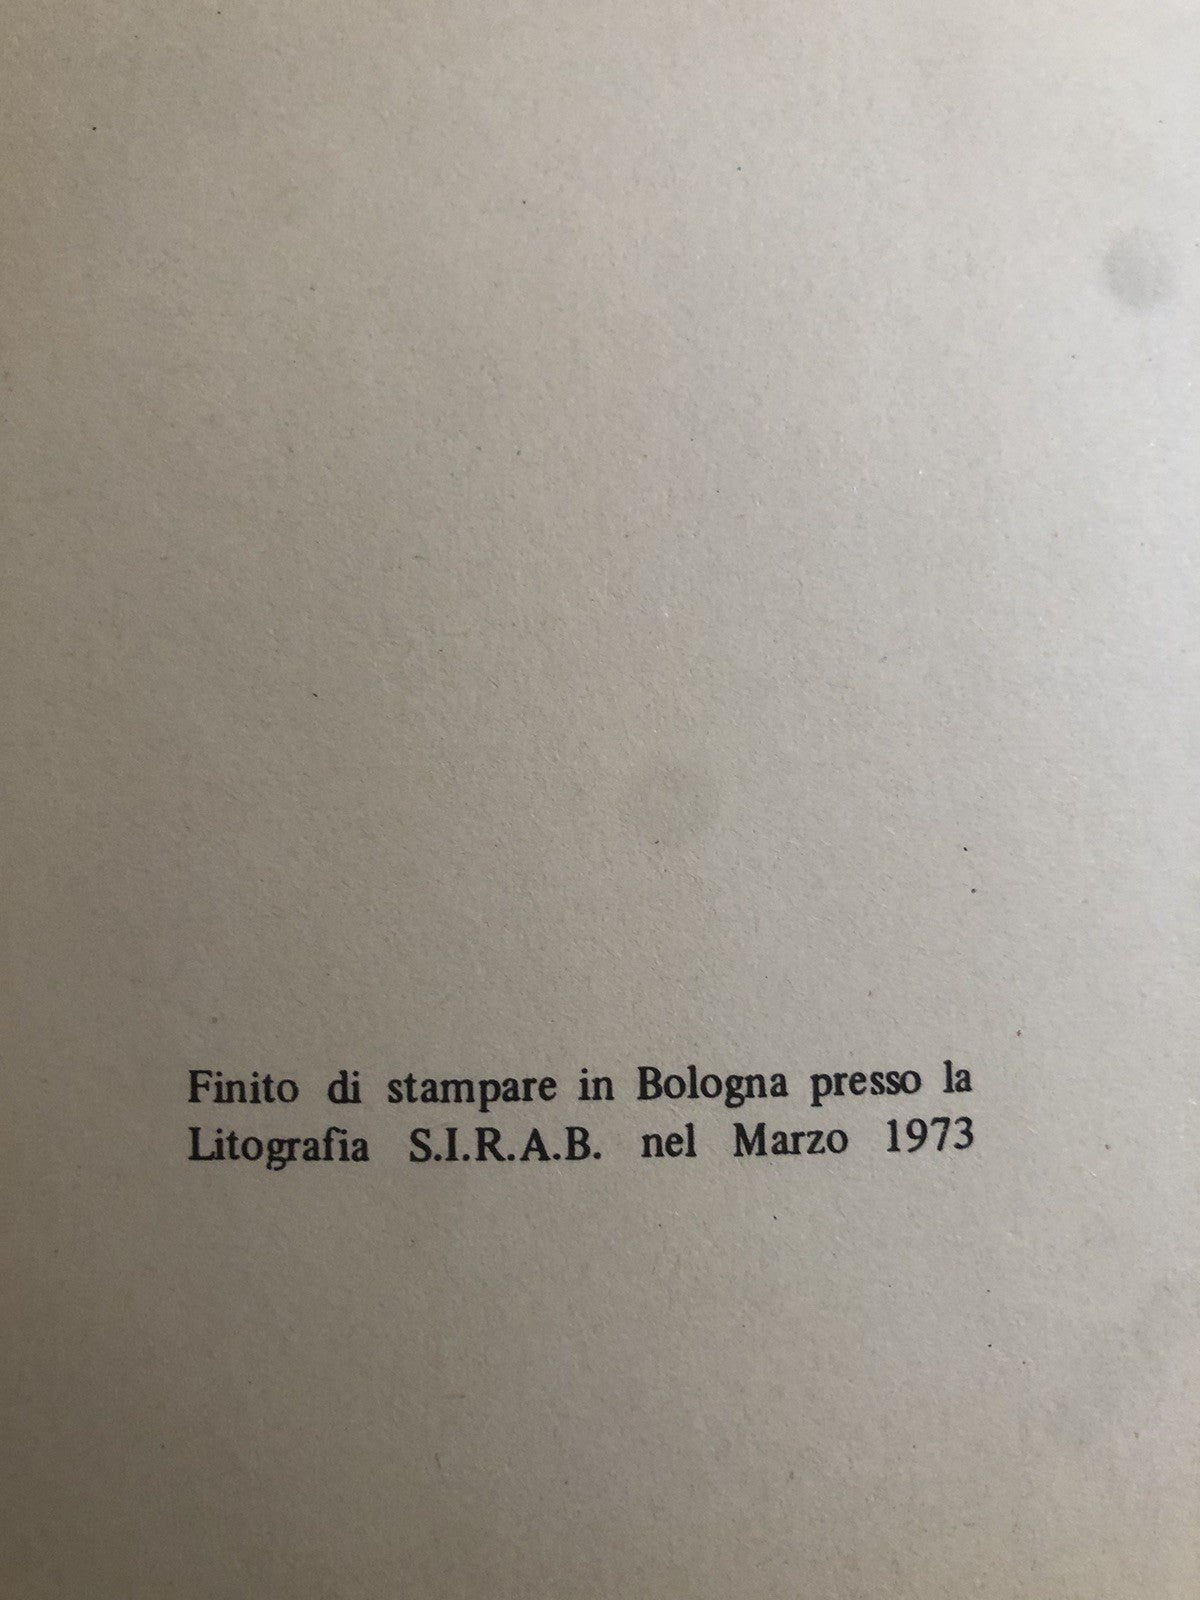 Finito di stampare in Bologna presso la
Litografia S.I.R.A.B. nel Marzo 1973